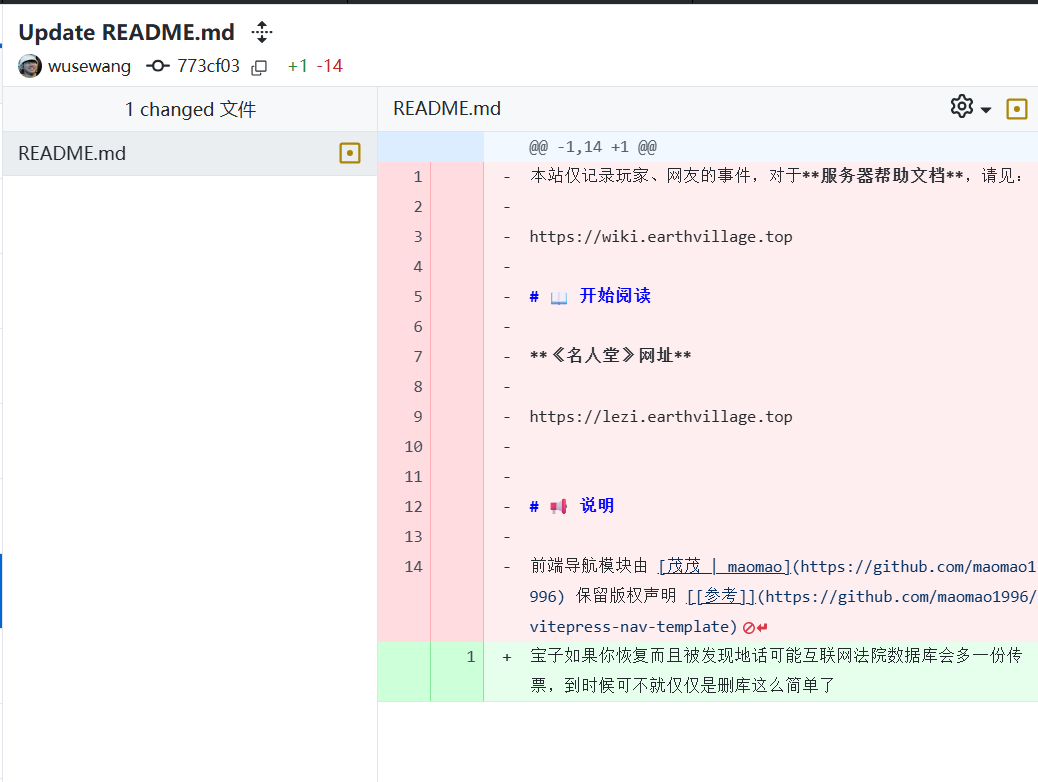 Update README.md
wusewang 773cf03 +1 -14
1 changed 文件
README.md
README.md
@@ -1,14 +1 @@
1 - 本站仅记录玩家、网友的事件，对于**服务器帮助文档**，请见：
2 -
3 - https://wiki.earthvillage.top
4 -
5 - # 📖 开始阅读
6 -
7 - **《名人堂》网址**
8 -
9 - https://lezi.earthvillage.top
10 -
11 -
12 - # 📢 说明
13 -
14 - 前端导航模块由 [茂茂 | maomao](https://github.com/maomao1
996) 保留版权声明 [[参考]](https://github.com/maomao1996/
vitepress-nav-template)
1 + 宝子如果你恢复而且被发现地话可能互联网法院数据库会多一份传
票，到时候可不就仅仅是删库这么简单了